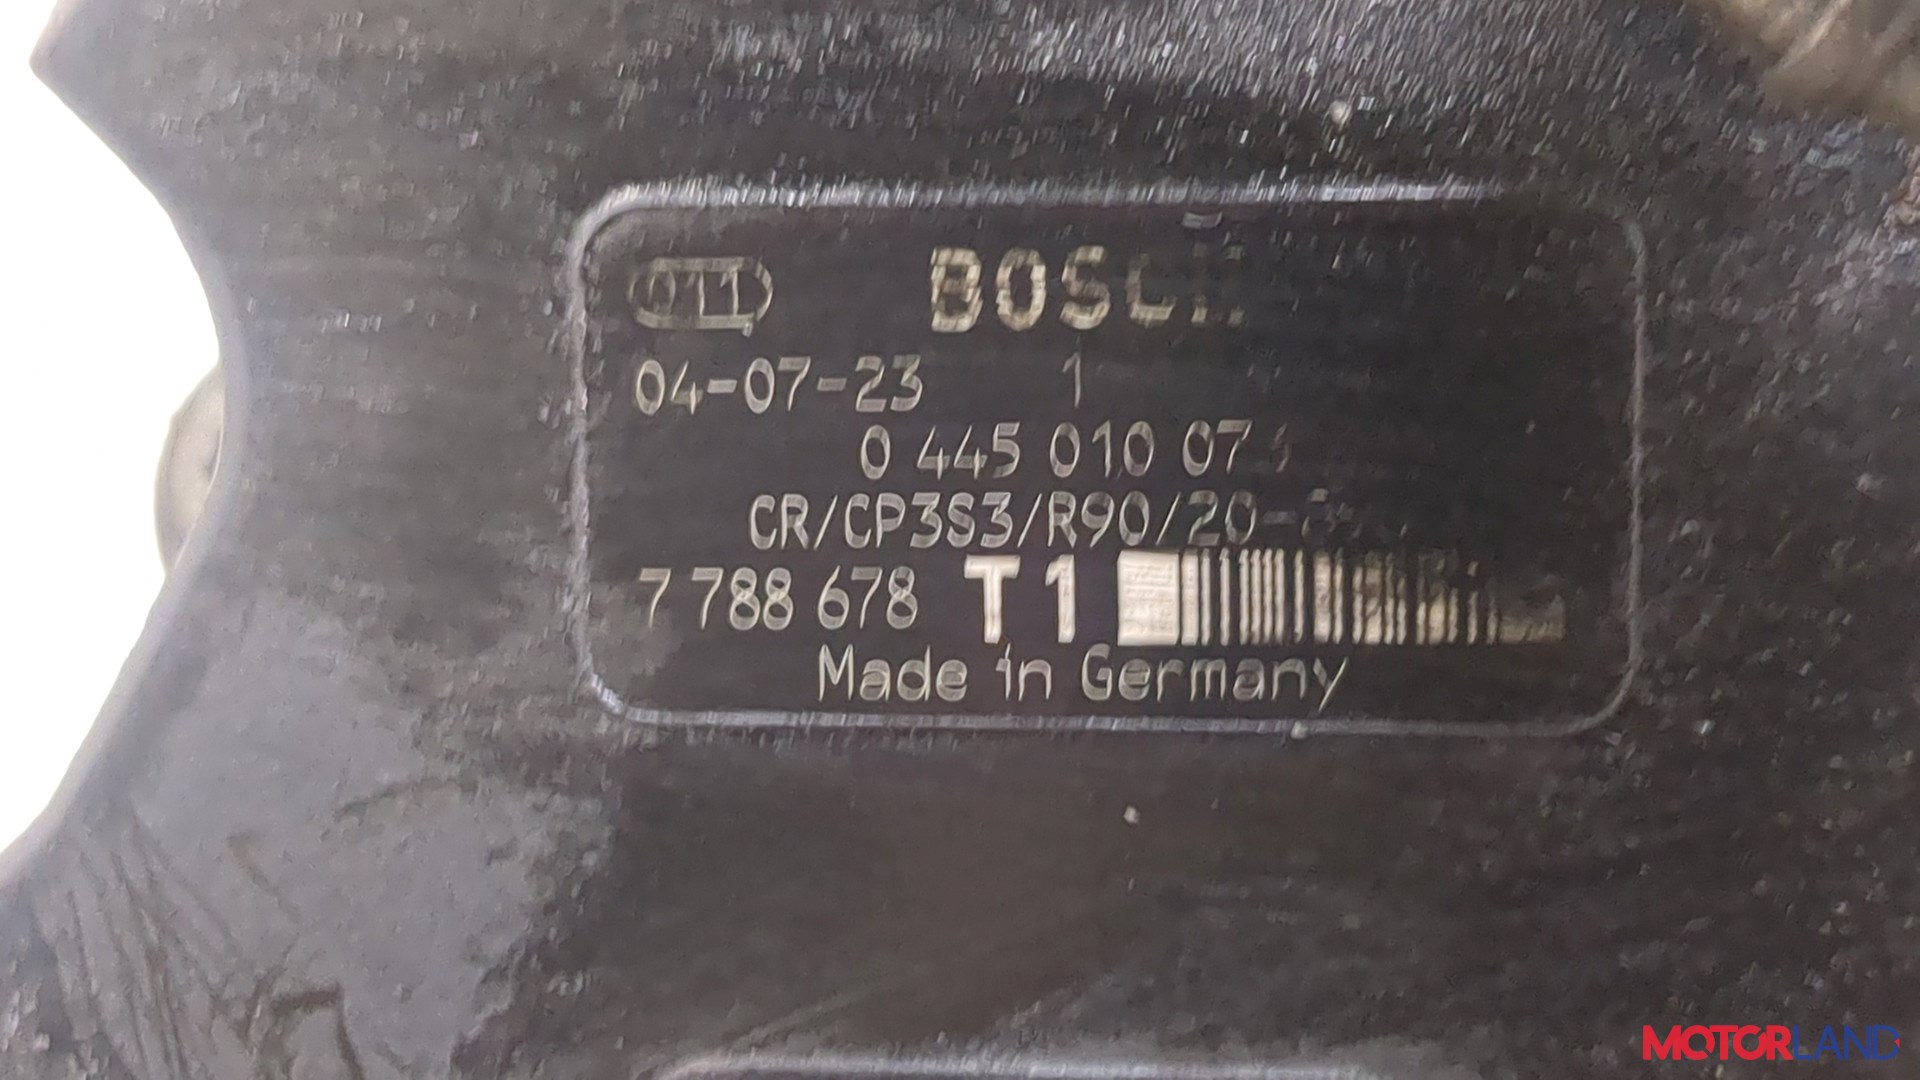 011 BOSCH
04-07-23 1
0 445 010 07
CR/CP3S3/R90/20-
7 788 678 T1
Made in Germany
MOTORLAND